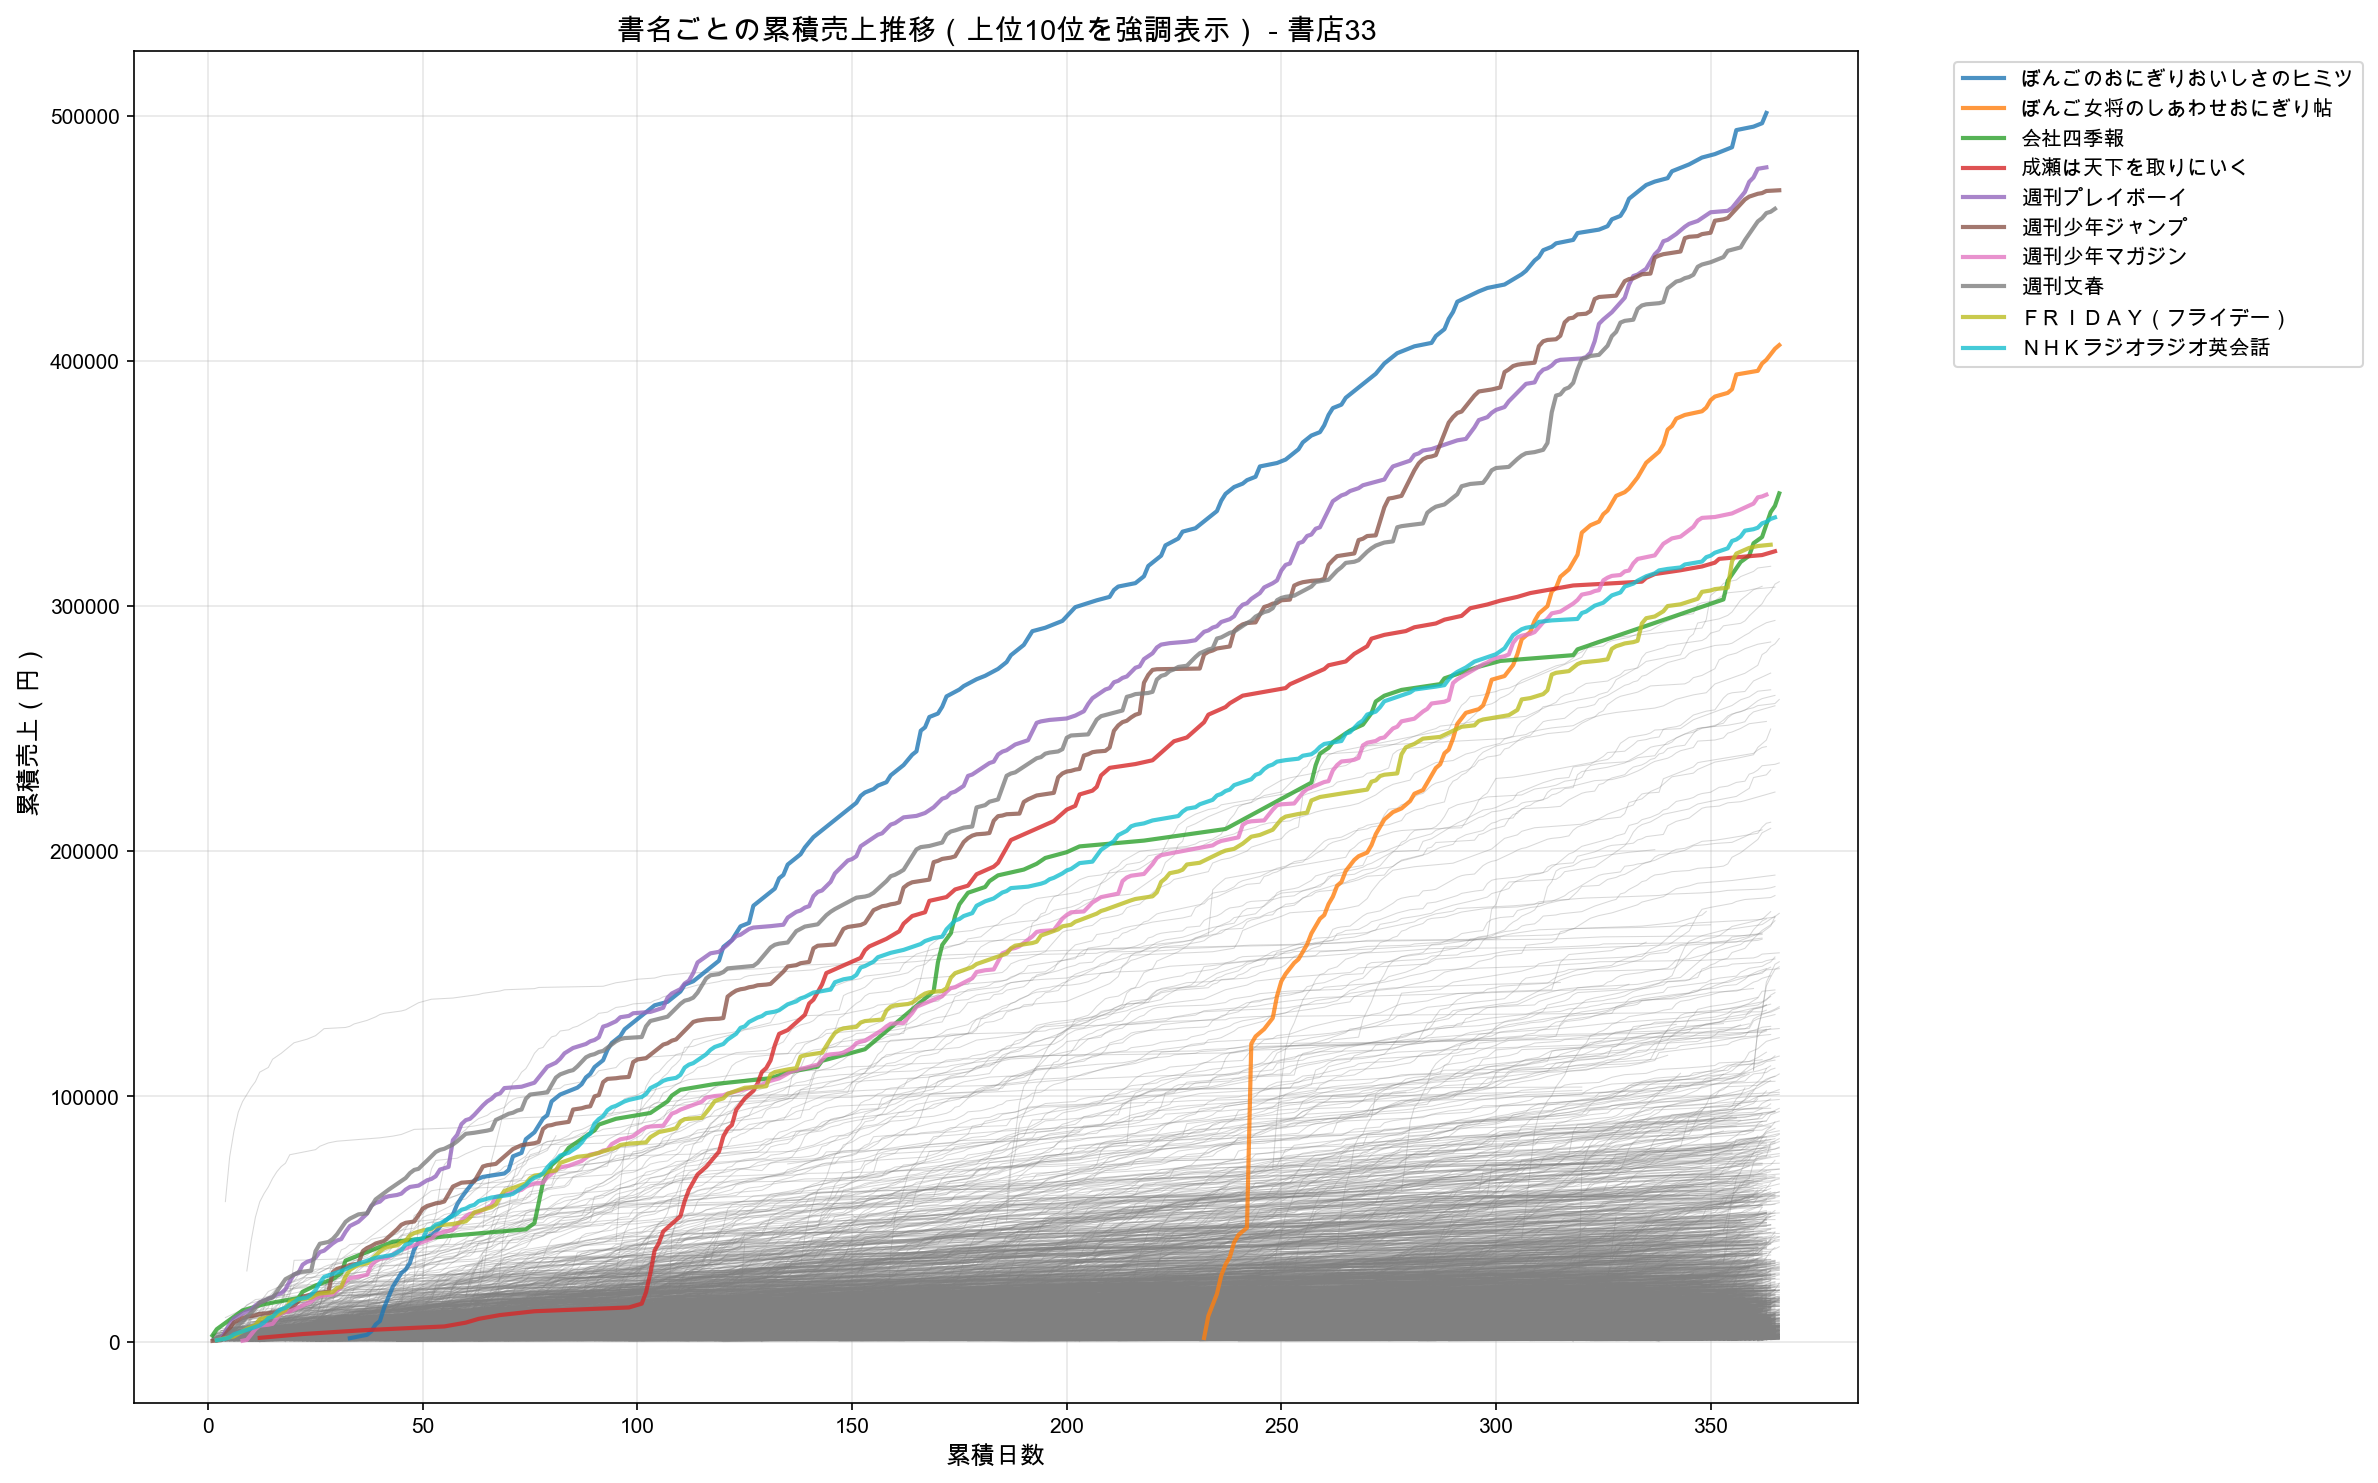 書名ごとの累積売上推移（上位10位を強調表示） - 書店33
ぼんごのおにぎりおいしさのヒミツ
ぼんご女将のしあわせおにぎり帖
会社四季報
成瀬は天下を取りにいく
週刊プレイボーイ
週刊少年ジャンプ
週刊少年マガジン
週刊文春
ＦＲＩＤＡＹ（フライデー）
ＮＨＫラジオラジオ英会話
累積売上（円）
500000
400000
300000
200000
100000
0
0 50 100 150 200 250 300 350
累積日数